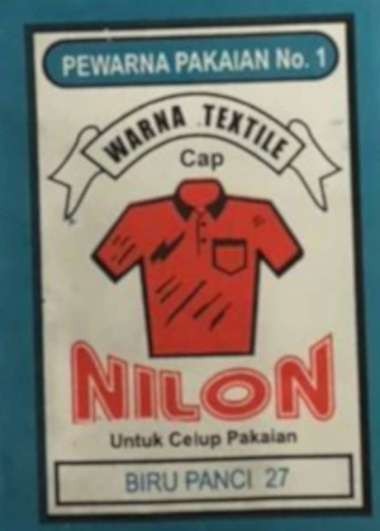 PEWARNA PAKAIAN No. 1
WARNA TEXTILE
Cap
NILON
Untuk Celup Pakaian
BIRU PANCI 27